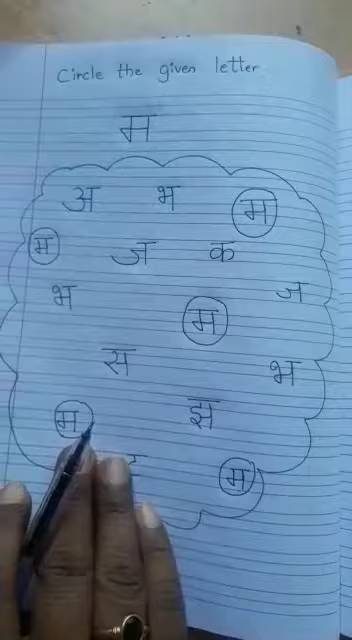 Circle the given letter
म
अ भ म
म ज क
भ ज
म
स भ
म झ
म